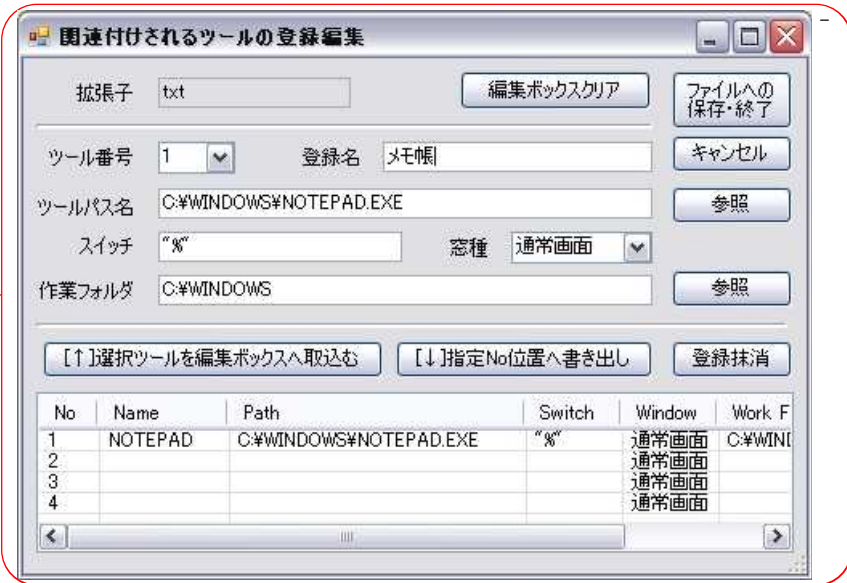 関連付けされるツールの登録編集
拡張子 txt 編集ボックスクリア ファイルへの
保存・終了
ツール番号 1 登録名 メモ帳 キャンセル
ツールパス名 C:¥WINDOWS¥NOTEPAD.EXE 参照
スイッチ "%" 窓種 通常画面
作業フォルダ C:¥WINDOWS 参照
[↑]選択ツールを編集ボックスへ取込む [↓]指定No位置へ書き出し 登録抹消
No Name Path Switch Window Work F
1 NOTEPAD C:¥WINDOWS¥NOTEPAD.EXE "%" 通常画面 C:¥WIND
2 通常画面
3 通常画面
4 通常画面